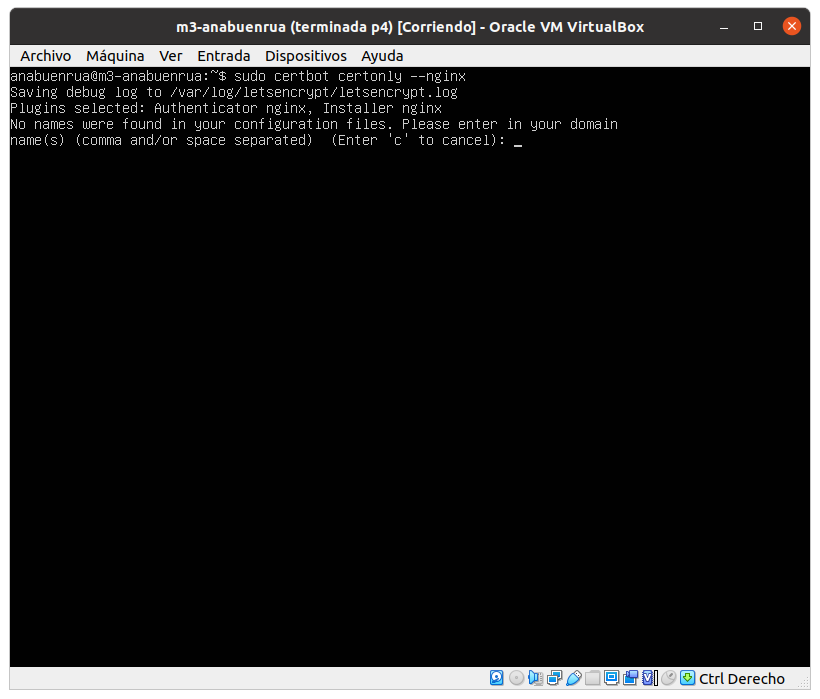 m3-anabuenrua (terminada p4) [Corriendo] - Oracle VM VirtualBox
Archivo Máquina Ver Entrada Dispositivos Ayuda
anabuenrua@m3-anabuenrua:~$ sudo certbot certonly --nginx
Saving debug log to /var/log/letsencrypt/letsencrypt.log
Plugins selected: Authenticator nginx, Installer nginx
No names were found in your configuration files. Please enter in your domain
name(s) (comma and/or space separated)  (Enter 'c' to cancel): _
Ctrl Derecho